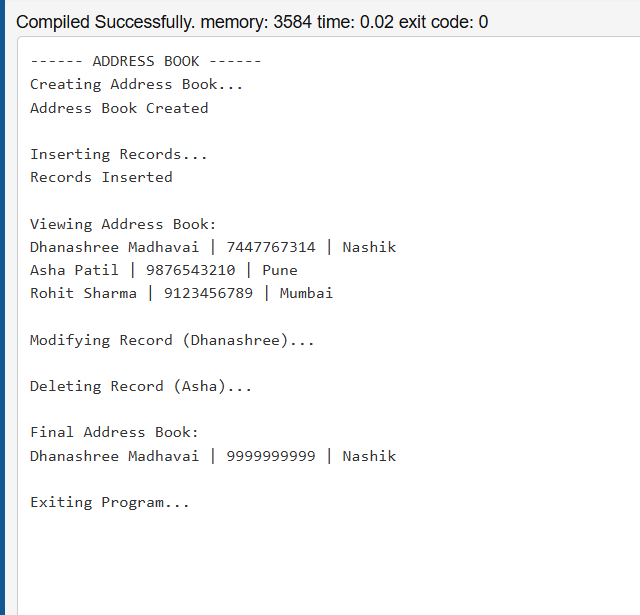 Compiled Successfully. memory: 3584 time: 0.02 exit code: 0
------ ADDRESS BOOK ------
Creating Address Book...
Address Book Created
Inserting Records...
Records Inserted
Viewing Address Book:
Dhanashree Madhavai | 7447767314 | Nashik
Asha Patil | 9876543210 | Pune
Rohit Sharma | 9123456789 | Mumbai
Modifying Record (Dhanashree)...
Deleting Record (Asha)...
Final Address Book:
Dhanashree Madhavai | 9999999999 | Nashik
Exiting Program...